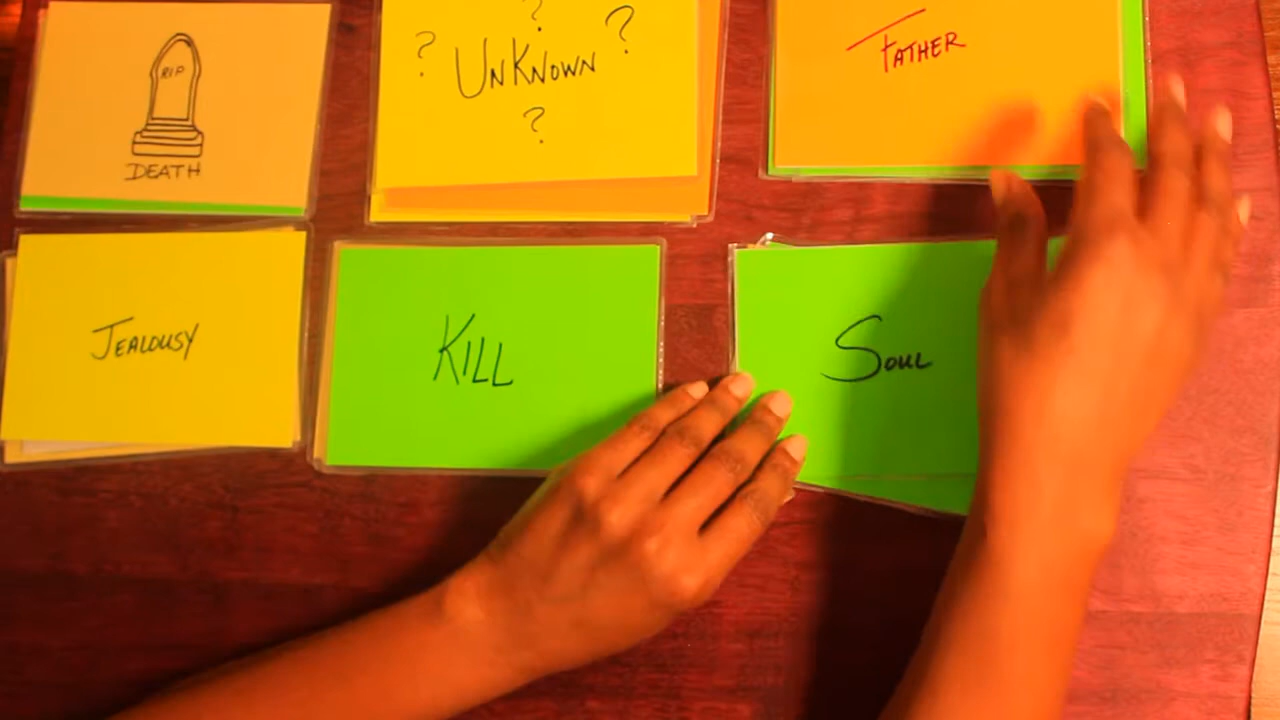 RIP
DEATH
?
? UNKNOWN ?
?
FATHER
JEALOUSY
KILL
SOUL